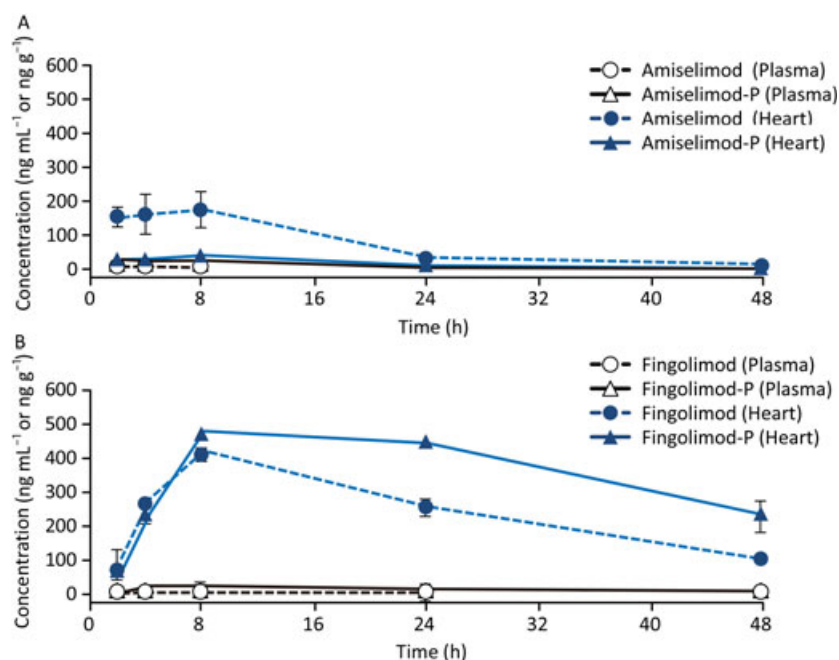 A
Concentration (ng mL⁻¹ or ng g⁻¹)
600
500
400
300
200
100
0
0 8 16 24 32 40 48
Time (h)
Amiselimod (Plasma)
Amiselimod-P (Plasma)
Amiselimod (Heart)
Amiselimod-P (Heart)
B
Concentration (ng mL⁻¹ or ng g⁻¹)
600
500
400
300
200
100
0
0 8 16 24 32 40 48
Time (h)
Fingolimod (Plasma)
Fingolimod-P (Plasma)
Fingolimod (Heart)
Fingolimod-P (Heart)